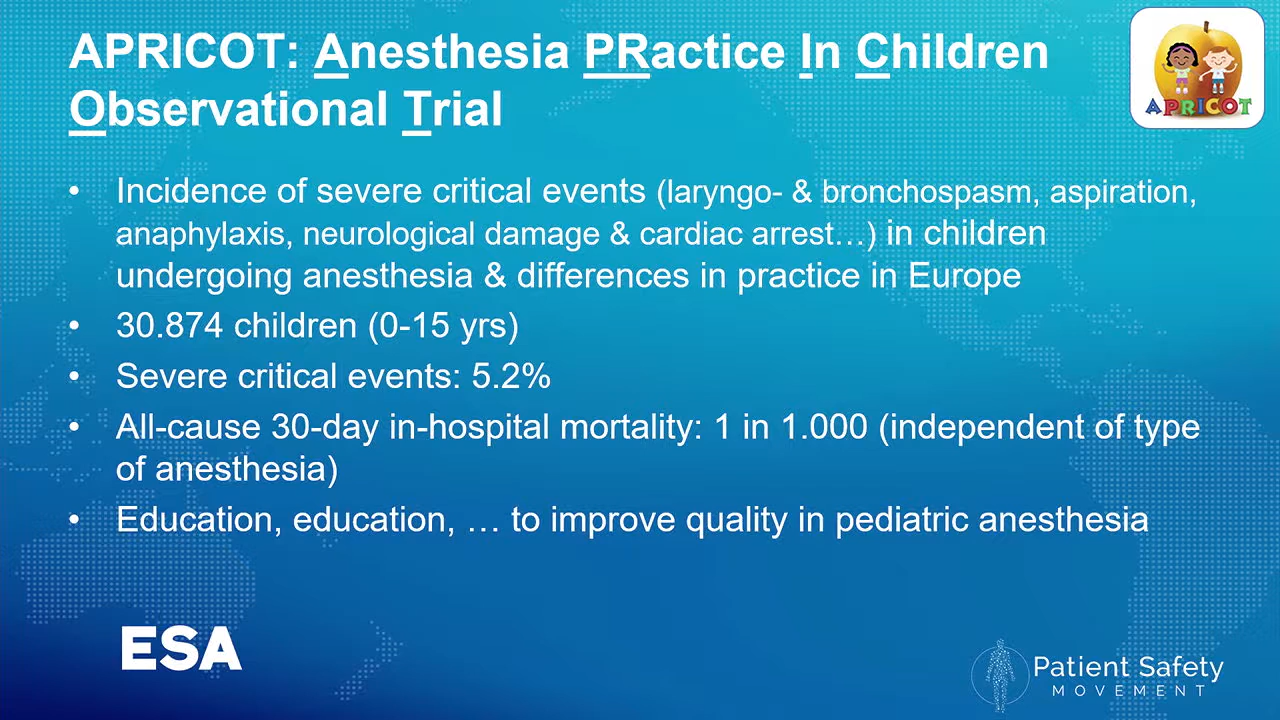 APRICOT: Anesthesia PRactice In Children
Observational Trial
APRICOT
• Incidence of severe critical events (laryngo- & bronchospasm, aspiration,
anaphylaxis, neurological damage & cardiac arrest…) in children
undergoing anesthesia & differences in practice in Europe
• 30.874 children (0-15 yrs)
• Severe critical events: 5.2%
• All-cause 30-day in-hospital mortality: 1 in 1.000 (independent of type
of anesthesia)
• Education, education, … to improve quality in pediatric anesthesia
ESA
Patient Safety
MOVEMENT